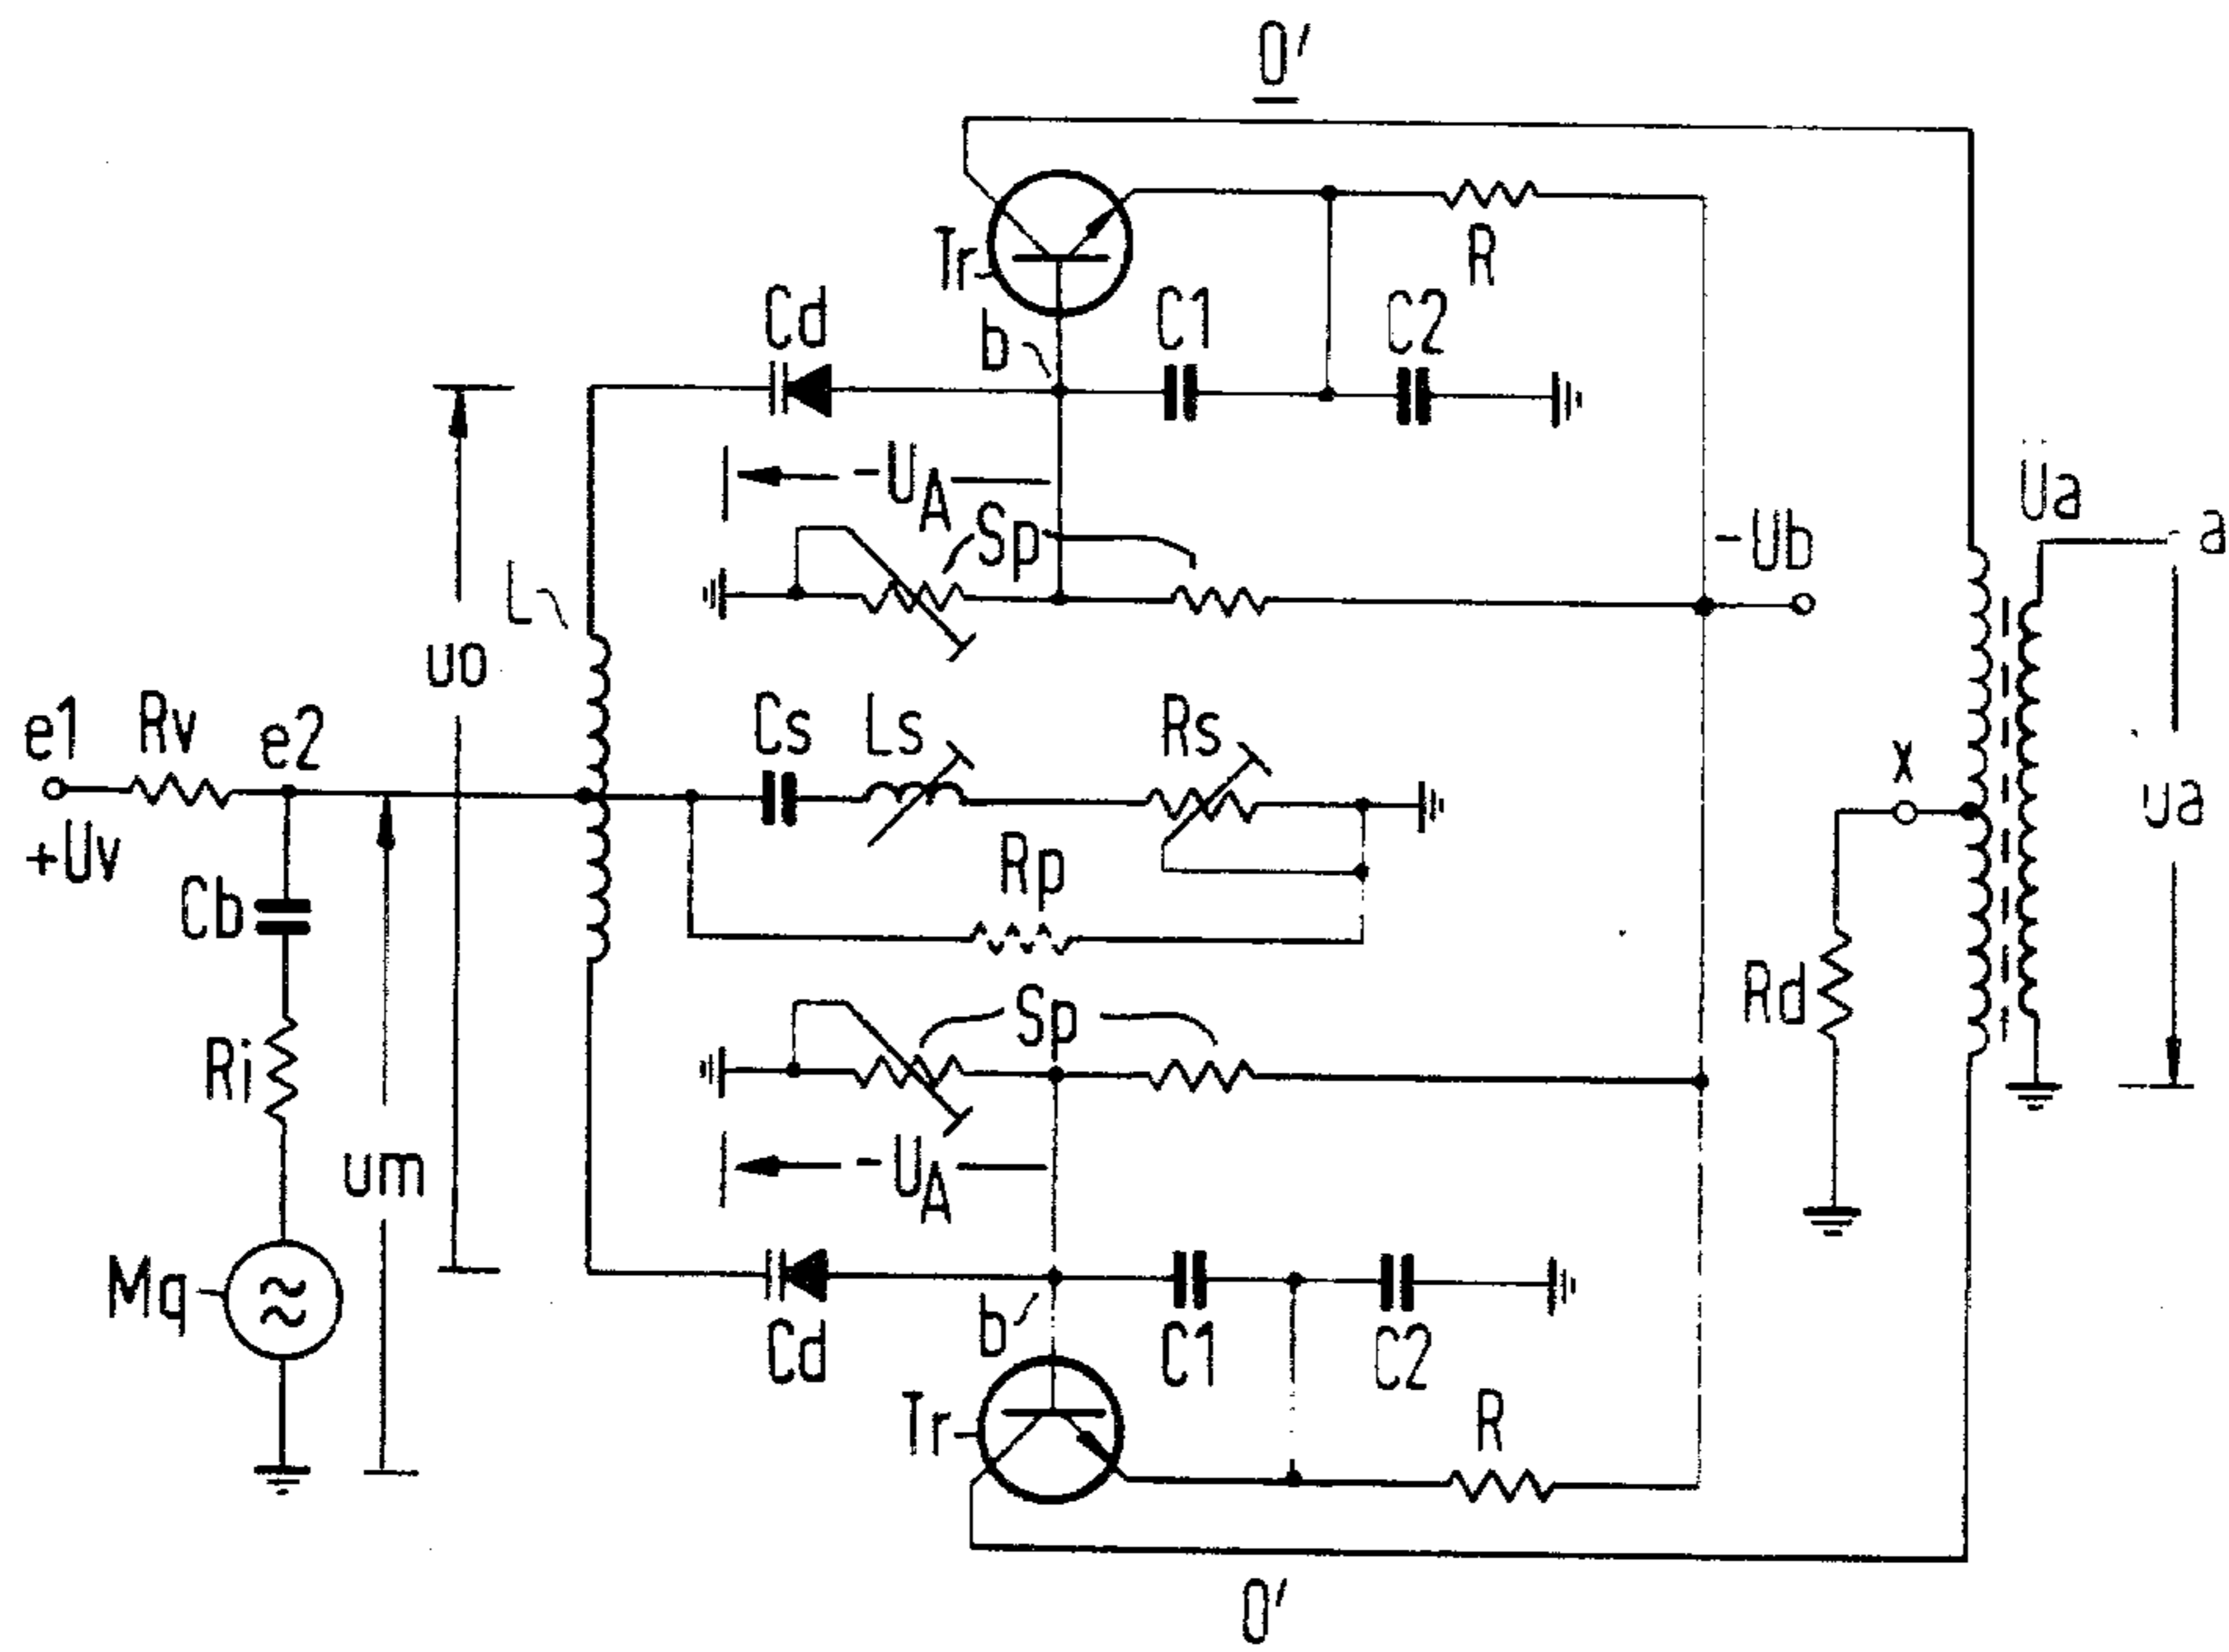 O'
Tr
R
Cd
b
C1
C2
-UA
Sp
-Ub
Üa
a
L
uo
e1
Rv
e2
Cs
Ls
Rs
x
ua
+Uv
Cb
Rp
Rd
Sp
Ri
um
-UA
Mq
b
Cd
C1
C2
Tr
R
O'